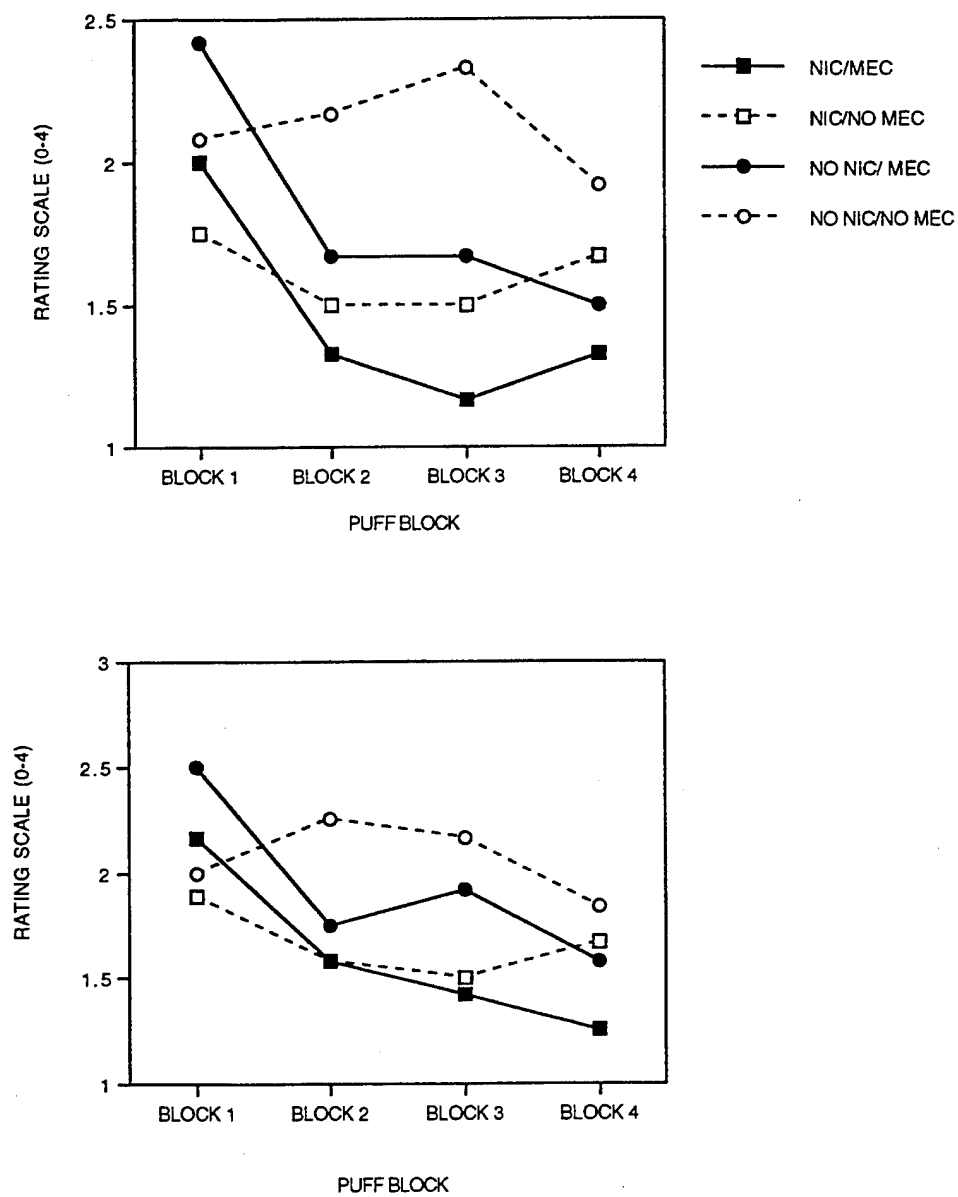 2.5
2
1.5
1
RATING SCALE (0-4)
BLOCK 1 BLOCK 2 BLOCK 3 BLOCK 4
PUFF BLOCK
NIC/MEC
NIC/NO MEC
NO NIC/ MEC
NO NIC/NO MEC
3
2.5
2
1.5
1
RATING SCALE (0-4)
BLOCK 1 BLOCK 2 BLOCK 3 BLOCK 4
PUFF BLOCK